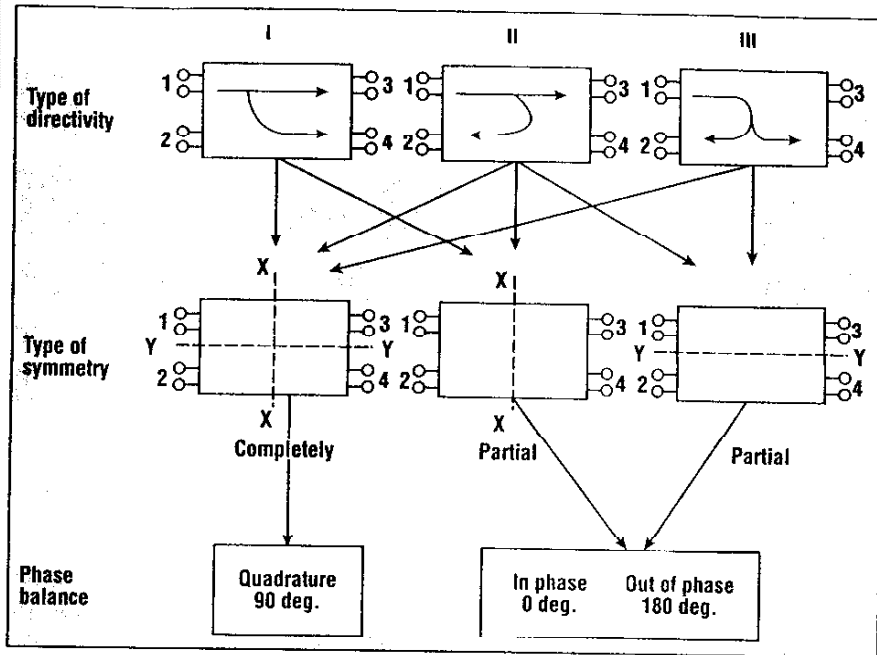 I II III
Type of
directivity
1 3 1 3 1 3
2 4 2 4 2 4
X X
1 3 1 3 1 3
Type of
symmetry
Y Y Y Y
2 4 2 4 2 4
X X
Completely Partial Partial
Phase
balance
Quadrature
90 deg.
In phase Out of phase
0 deg. 180 deg.